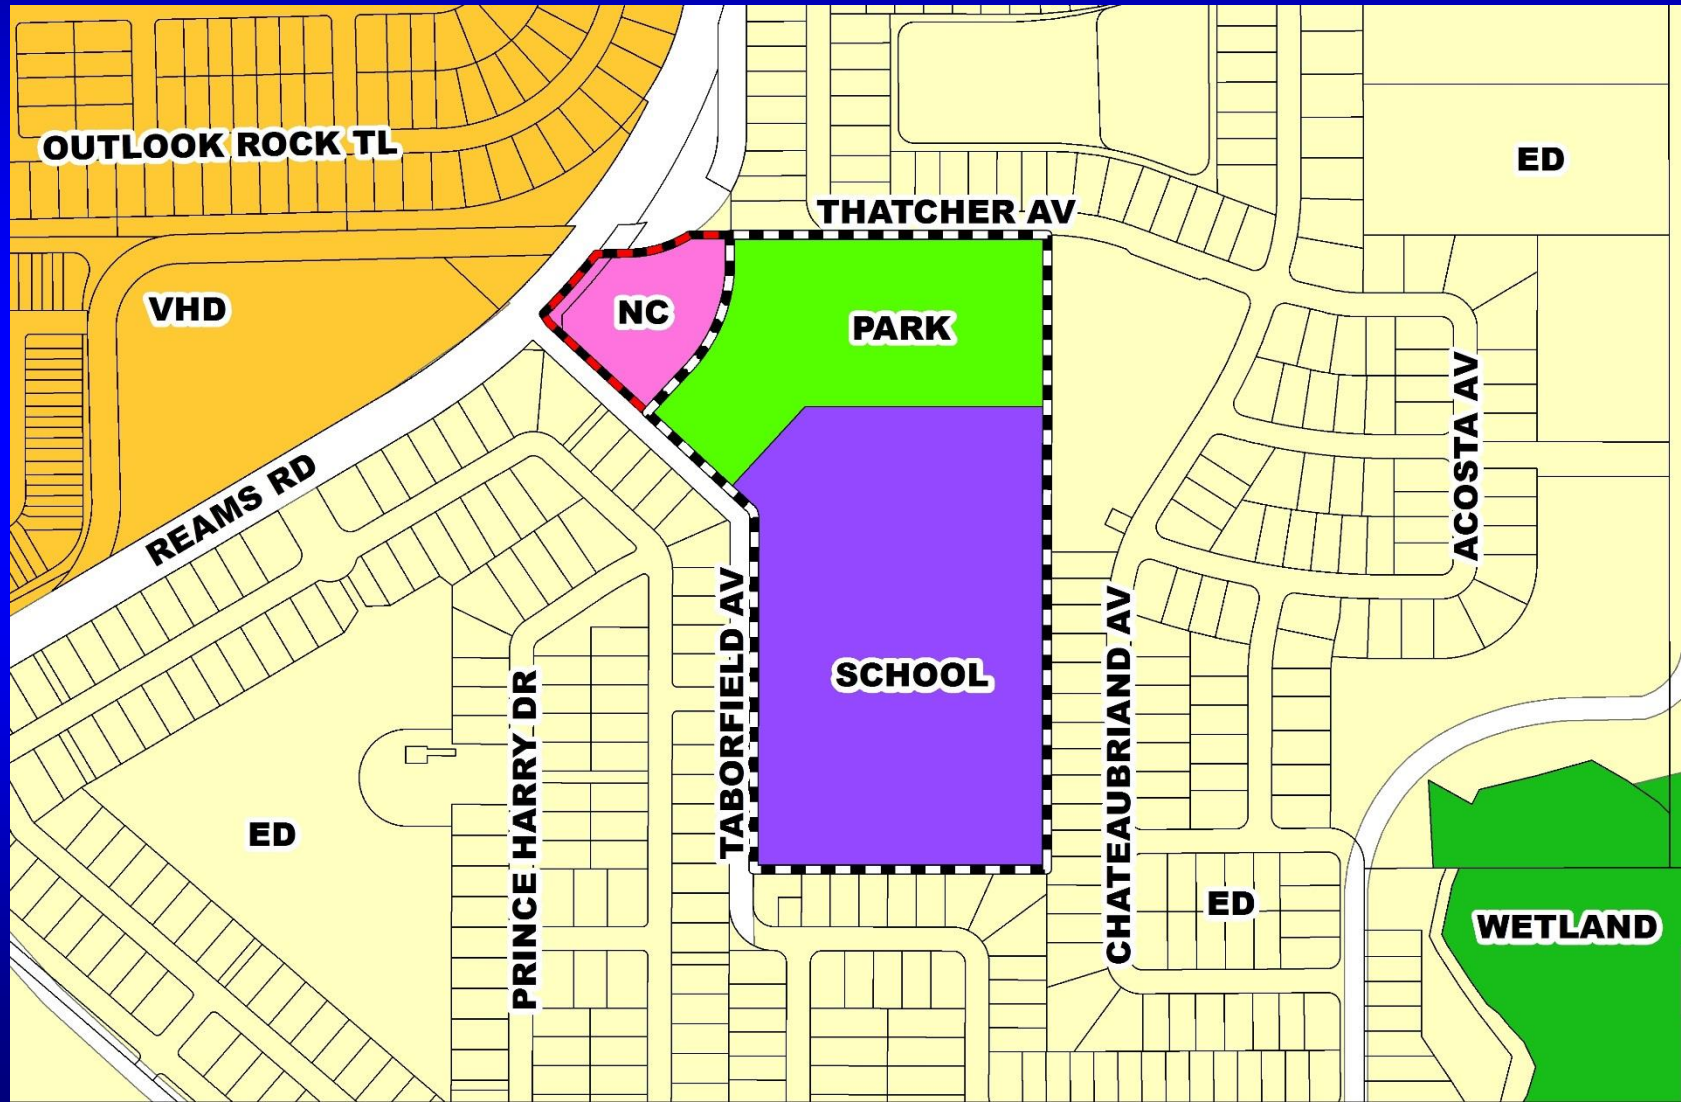 OUTLOOK ROCK TL
ED
THATCHER AV
VHD
NC
PARK
ACOSTA AV
REAMS RD
TABORFIELD AV
SCHOOL
CHATEAUBRIAND AV
PRINCE HARRY DR
ED
ED
WETLAND